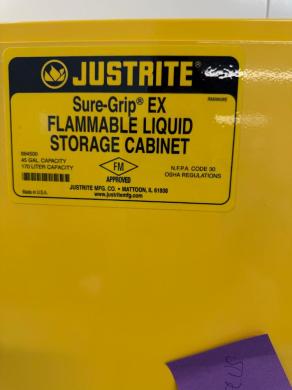 JUSTRITE®
Sure-Grip® EX
FLAMMABLE LIQUID
STORAGE CABINET
894500
45 GAL CAPACITY
170 LITER CAPACITY
FM
APPROVED
N.F.P.A. CODE 30
OSHA REGULATIONS
Made in U.S.A.
JUSTRITE MFG. CO. • MATTOON, IL 61938
www.justritemfg.com